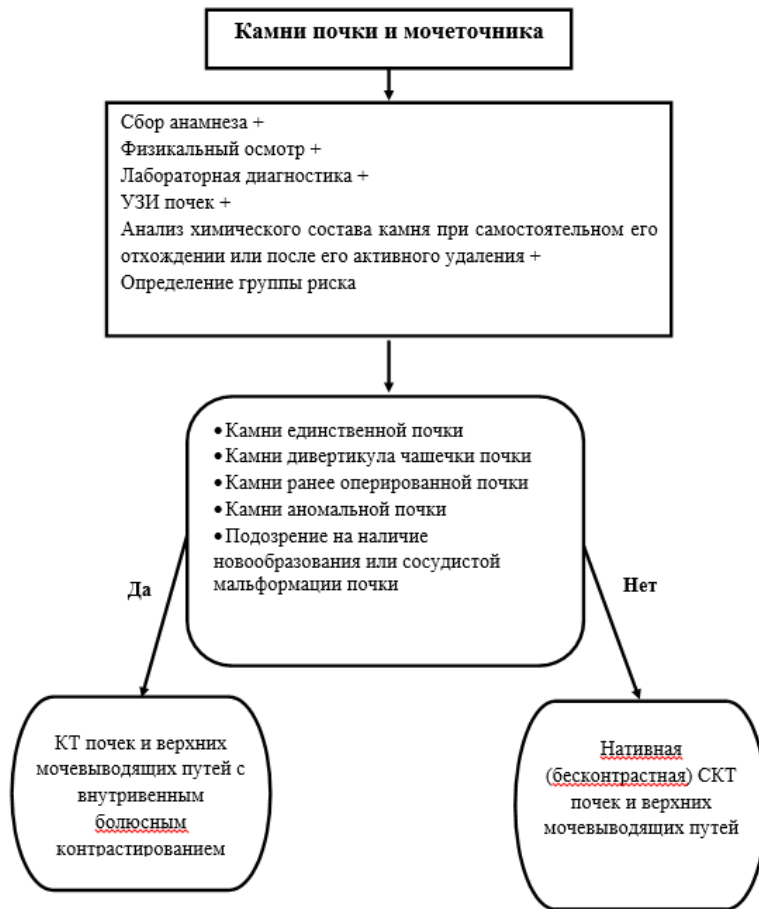 Камни почки и мочеточника
Сбор анамнеза +
Физикальный осмотр +
Лабораторная диагностика +
УЗИ почек +
Анализ химического состава камня при самостоятельном его
отхождении или после его активного удаления +
Определение группы риска
• Камни единственной почки
• Камни дивертикула чашечки почки
• Камни ранее оперированной почки
• Камни аномальной почки
• Подозрение на наличие
новообразования или сосудистой
мальформации почки
Да
Нет
КТ почек и верхних
мочевыводящих путей с
внутривенным
болюсным
контрастированием
Нативная
(бесконтрастная) СКТ
почек и верхних
мочевыводящих путей